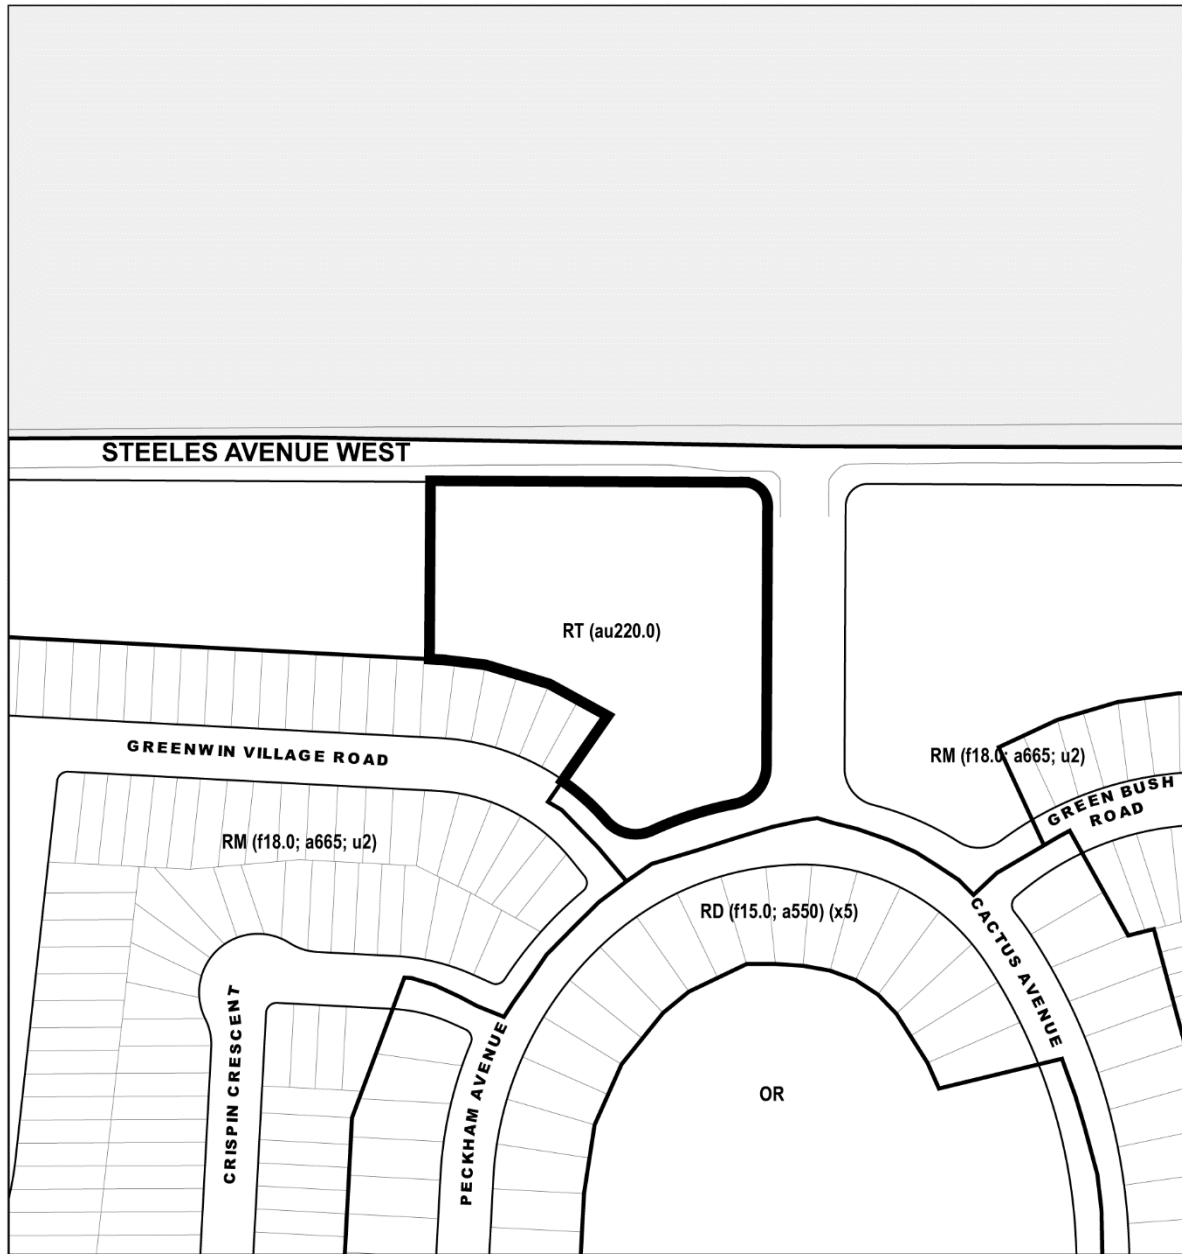 STEELES AVENUE WEST
RT (au220.0)
GREENWIN VILLAGE ROAD
RM (f18.0; a665; u2)
GREEN BUSH
ROAD
RM (f18.0; a665; u2)
RD (f15.0; a550) (x5)
CACTUS AVENUE
CRISPIN CRESCENT
PECKHAM AVENUE
OR